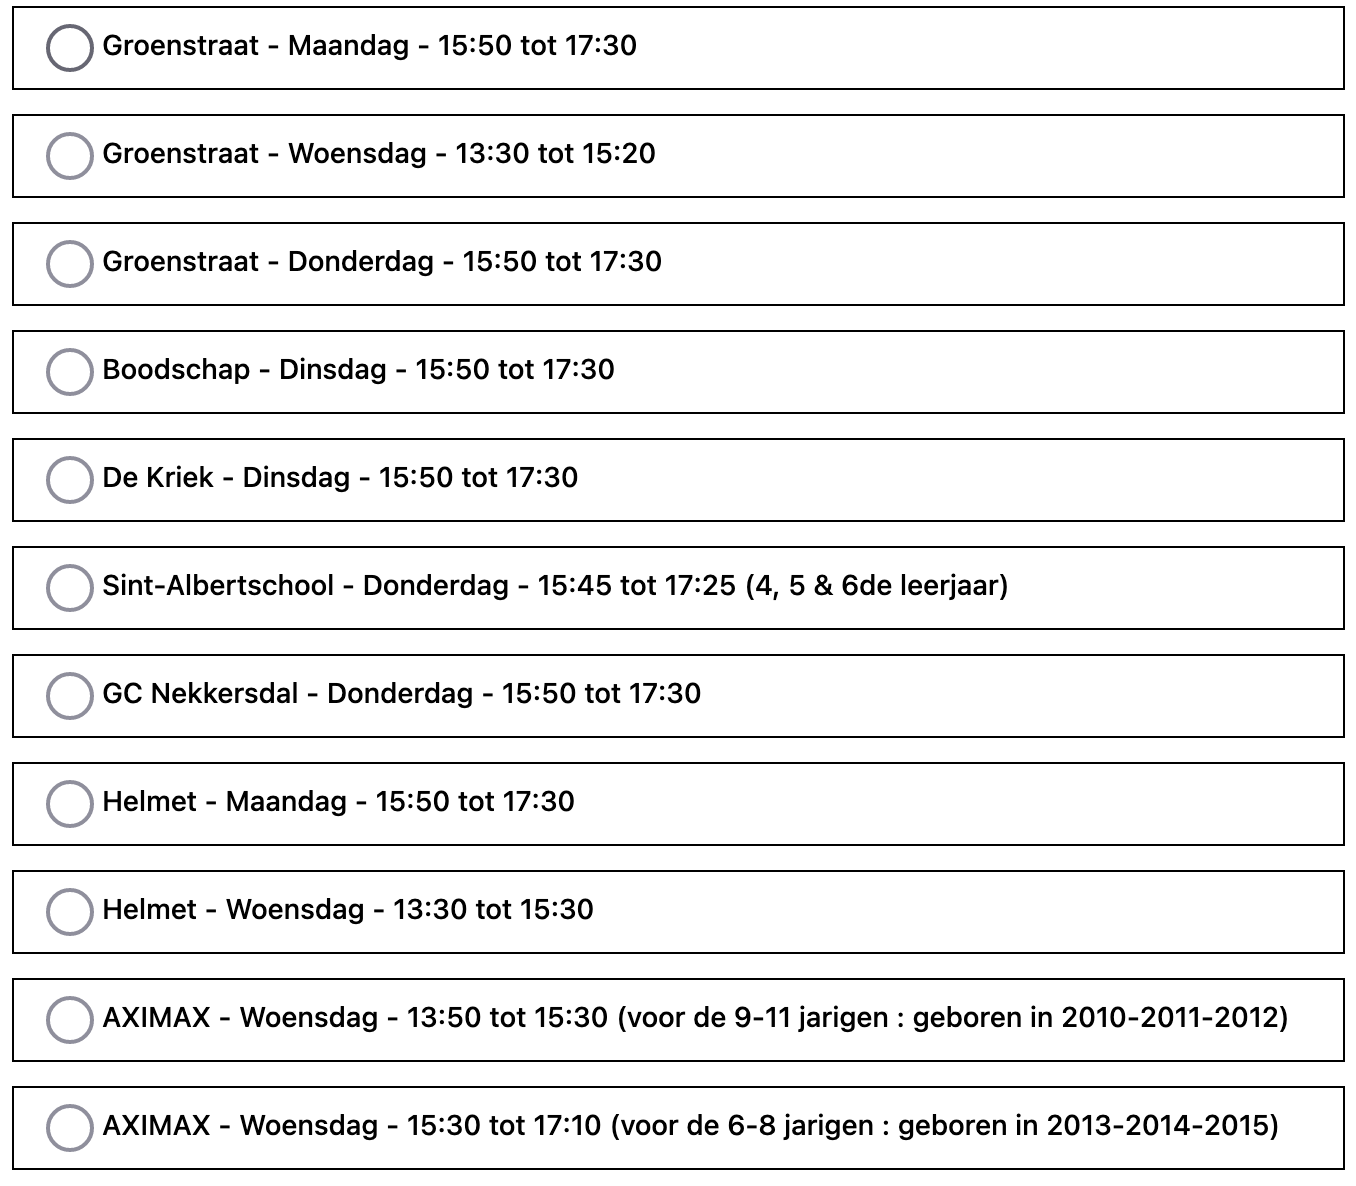 Groenstraat - Maandag - 15:50 tot 17:30
Groenstraat - Woensdag - 13:30 tot 15:20
Groenstraat - Donderdag - 15:50 tot 17:30
Boodschap - Dinsdag - 15:50 tot 17:30
De Kriek - Dinsdag - 15:50 tot 17:30
Sint-Albertschool - Donderdag - 15:45 tot 17:25 (4, 5 & 6de leerjaar)
GC Nekkersdal - Donderdag - 15:50 tot 17:30
Helmet - Maandag - 15:50 tot 17:30
Helmet - Woensdag - 13:30 tot 15:30
AXIMAX - Woensdag - 13:50 tot 15:30 (voor de 9-11 jarigen : geboren in 2010-2011-2012)
AXIMAX - Woensdag - 15:30 tot 17:10 (voor de 6-8 jarigen : geboren in 2013-2014-2015)